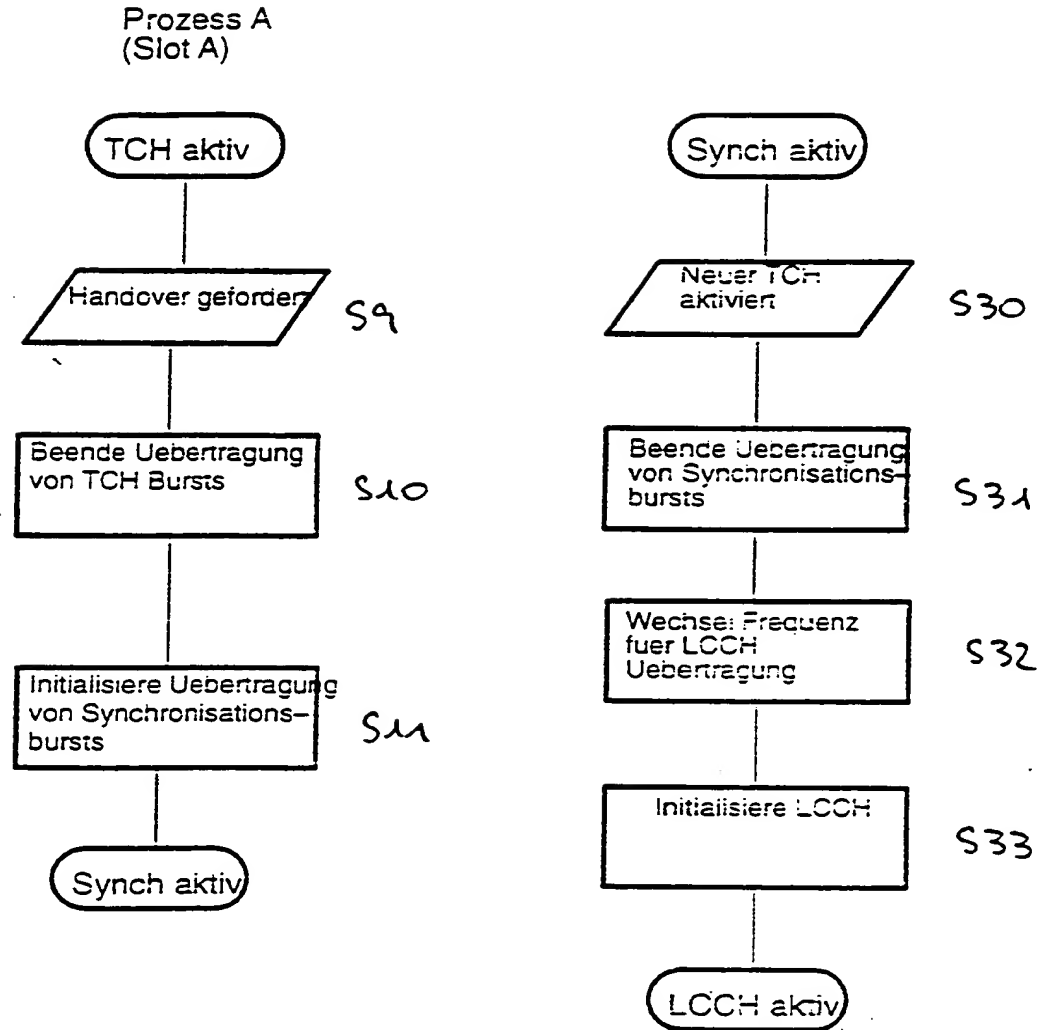 Prozess A
(Slot A)
TCH aktiv
Handover gefordert
S9
Beende Uebertragung
von TCH Bursts
S10
Initialisiere Uebertragung
von Synchronisations–
bursts
S11
Synch aktiv
Synch aktiv
Neuer TCH
aktiviert
S30
Beende Uebertragung
von Synchronisations–
bursts
S31
Wechsel Frequenz
fuer LCCH
Uebertragung
S32
Initialisiere LCCH
S33
LCCH aktiv